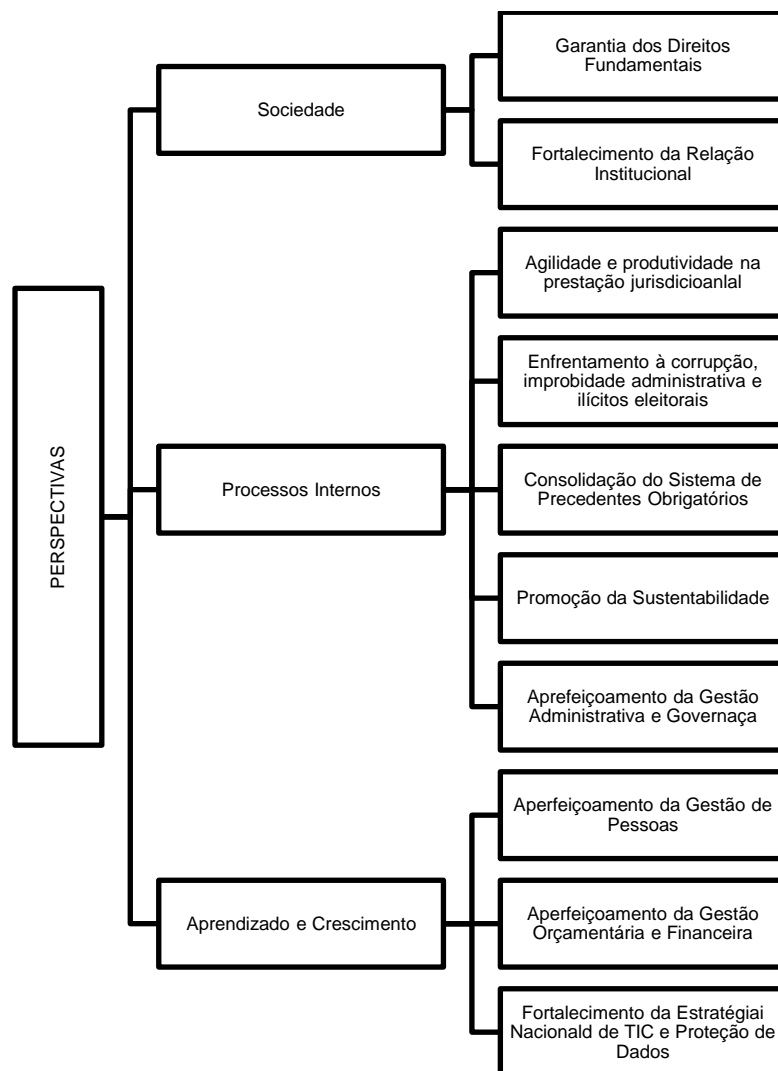 PERSPECTIVAS
Sociedade
Garantia dos Direitos
Fundamentais
Fortalecimento da Relação
Institucional
Processos Internos
Agilidade e produtividade na
prestação jurisdicioanlal
Enfrentamento à corrupção,
improbidade administrativa e
ilícitos eleitorais
Consolidação do Sistema de
Precedentes Obrigatórios
Promoção da Sustentabilidade
Aprefeiçoamento da Gestão
Administrativa e Governaça
Aprendizado e Crescimento
Aperfeiçoamento da Gestão de
Pessoas
Aperfeiçoamento da Gestão
Orçamentária e Financeira
Fortalecimento da Estratégiai
Nacionald de TIC e Proteção de
Dados